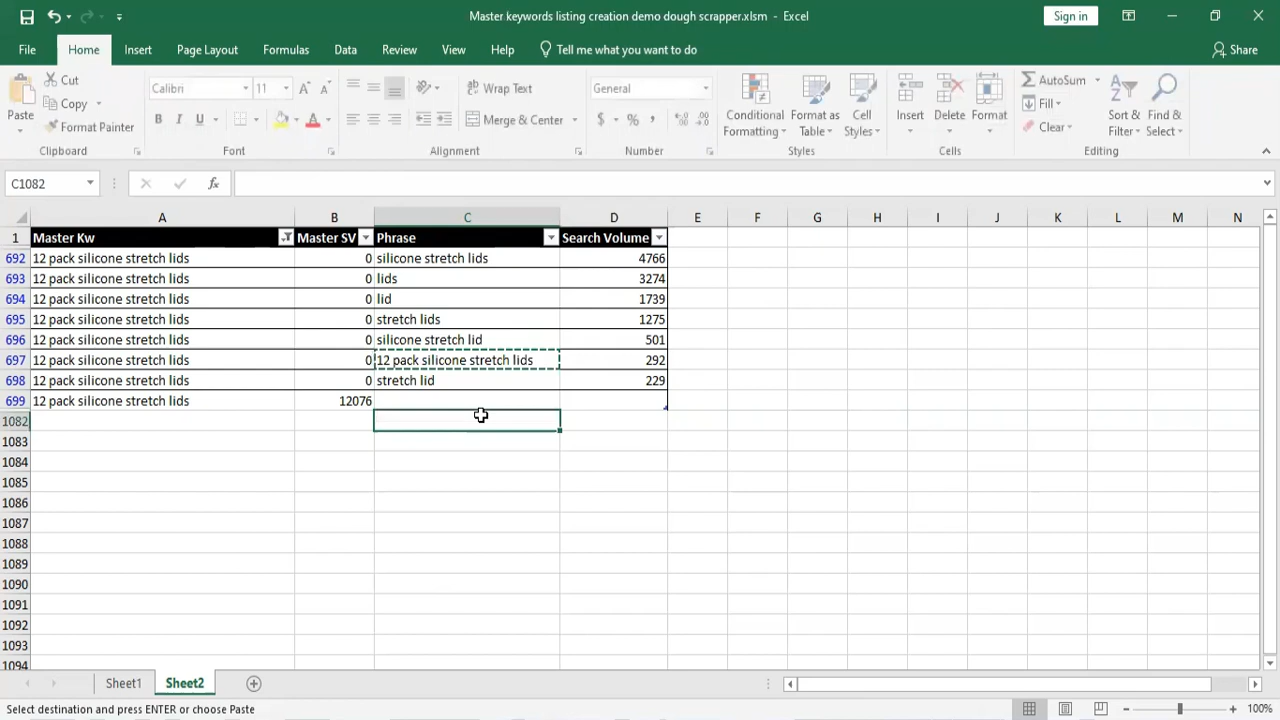 Master keywords listing creation demo dough scrapper.xlsm - Excel
Sign in
File Home Insert Page Layout Formulas Data Review View Help Tell me what you want to do Share
Paste
Cut
Copy
Format Painter
Clipboard
Calibri 11
B I U
Font
Wrap Text
Merge & Center
Alignment
General
$ % ,
Number
Conditional Formatting
Format as Table
Cell Styles
Styles
Insert
Delete
Format
Cells
AutoSum
Fill
Clear
Sort & Filter
Find & Select
Editing
C1082
fx
A B C D E F G H I J K L M N
1 Master Kw Master SV Phrase Search Volume
692 12 pack silicone stretch lids 0 silicone stretch lids 4766
693 12 pack silicone stretch lids 0 lids 3274
694 12 pack silicone stretch lids 0 lid 1739
695 12 pack silicone stretch lids 0 stretch lids 1275
696 12 pack silicone stretch lids 0 silicone stretch lid 501
697 12 pack silicone stretch lids 0 12 pack silicone stretch lids 292
698 12 pack silicone stretch lids 0 stretch lid 229
699 12 pack silicone stretch lids 12076
1082
1083
1084
1085
1086
1087
1088
1089
1090
1091
1092
1093
1094
Sheet1 Sheet2
Select destination and press ENTER or choose Paste
100%